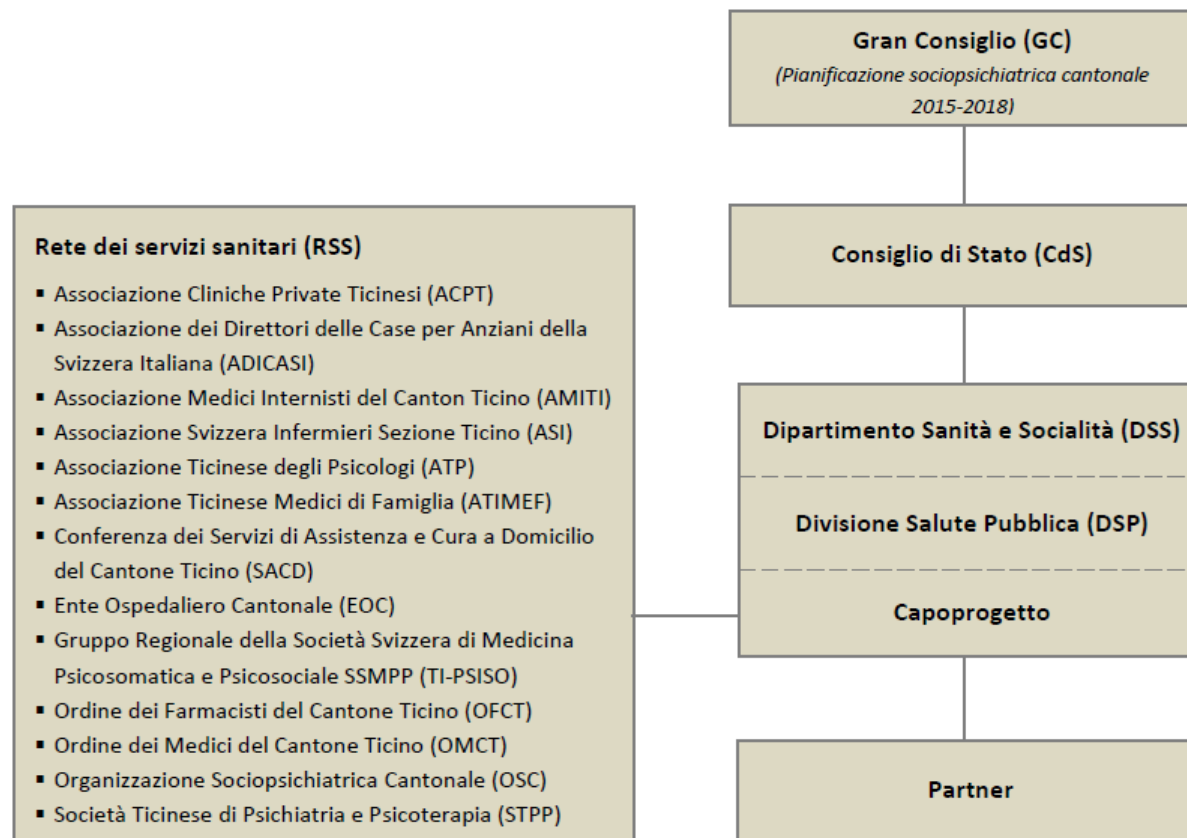 Gran Consiglio (GC)
(Pianificazione sociopsichiatrica cantonale
2015-2018)
Consiglio di Stato (CdS)
Dipartimento Sanità e Socialità (DSS)
Divisione Salute Pubblica (DSP)
Capoprogetto
Partner
Rete dei servizi sanitari (RSS)
▪ Associazione Cliniche Private Ticinesi (ACPT)
▪ Associazione dei Direttori delle Case per Anziani della
Svizzera Italiana (ADICASI)
▪ Associazione Medici Internisti del Canton Ticino (AMITI)
▪ Associazione Svizzera Infermieri Sezione Ticino (ASI)
▪ Associazione Ticinese degli Psicologi (ATP)
▪ Associazione Ticinese Medici di Famiglia (ATIMEF)
▪ Conferenza dei Servizi di Assistenza e Cura a Domicilio
del Cantone Ticino (SACD)
▪ Ente Ospedaliero Cantonale (EOC)
▪ Gruppo Regionale della Società Svizzera di Medicina
Psicosomatica e Psicosociale SSMPP (TI-PSISO)
▪ Ordine dei Farmacisti del Cantone Ticino (OFCT)
▪ Ordine dei Medici del Cantone Ticino (OMCT)
▪ Organizzazione Sociopsichiatrica Cantonale (OSC)
▪ Società Ticinese di Psichiatria e Psicoterapia (STPP)